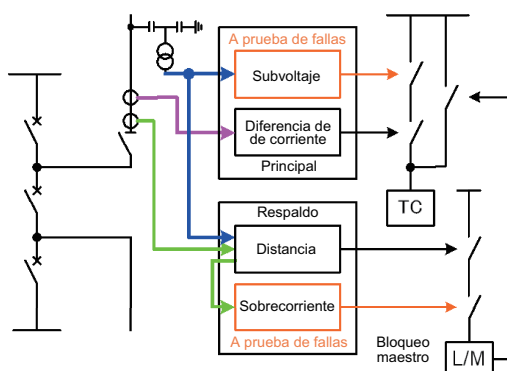 A prueba de fallas
Subvoltaje
Diferencia de
de corriente
Principal
TC
Respaldo
Distancia
Sobrecorriente
A prueba de fallas
Bloqueo
maestro
L/M